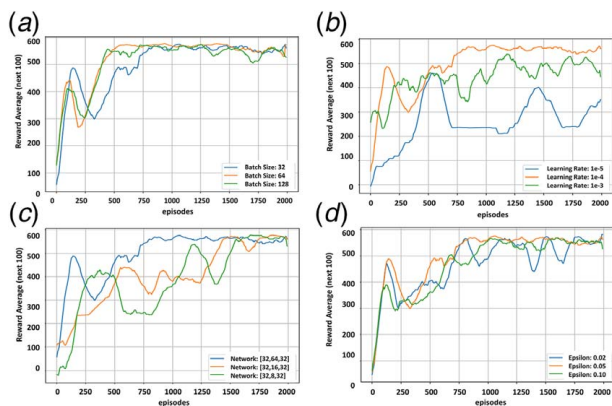 (a)
Reward Average (next 100)
600
500
400
300
200
100
0
0 250 500 750 1000 1250 1500 1750 2000
episodes
Batch Size: 32
Batch Size: 64
Batch Size: 128
(b)
Reward Average (next 100)
600
500
400
300
200
100
0
0 250 500 750 1000 1250 1500 1750 2000
episodes
Learning Rate: 1e-5
Learning Rate: 1e-4
Learning Rate: 1e-3
(c)
Reward Average (next 100)
600
500
400
300
200
100
0
0 250 500 750 1000 1250 1500 1750 2000
episodes
Network: [32,64,32]
Network: [32,16,32]
Network: [32,8,32]
(d)
Reward Average (next 100)
600
500
400
300
200
100
0 250 500 750 1000 1250 1500 1750 2000
episodes
Epsilon: 0.02
Epsilon: 0.05
Epsilon: 0.10